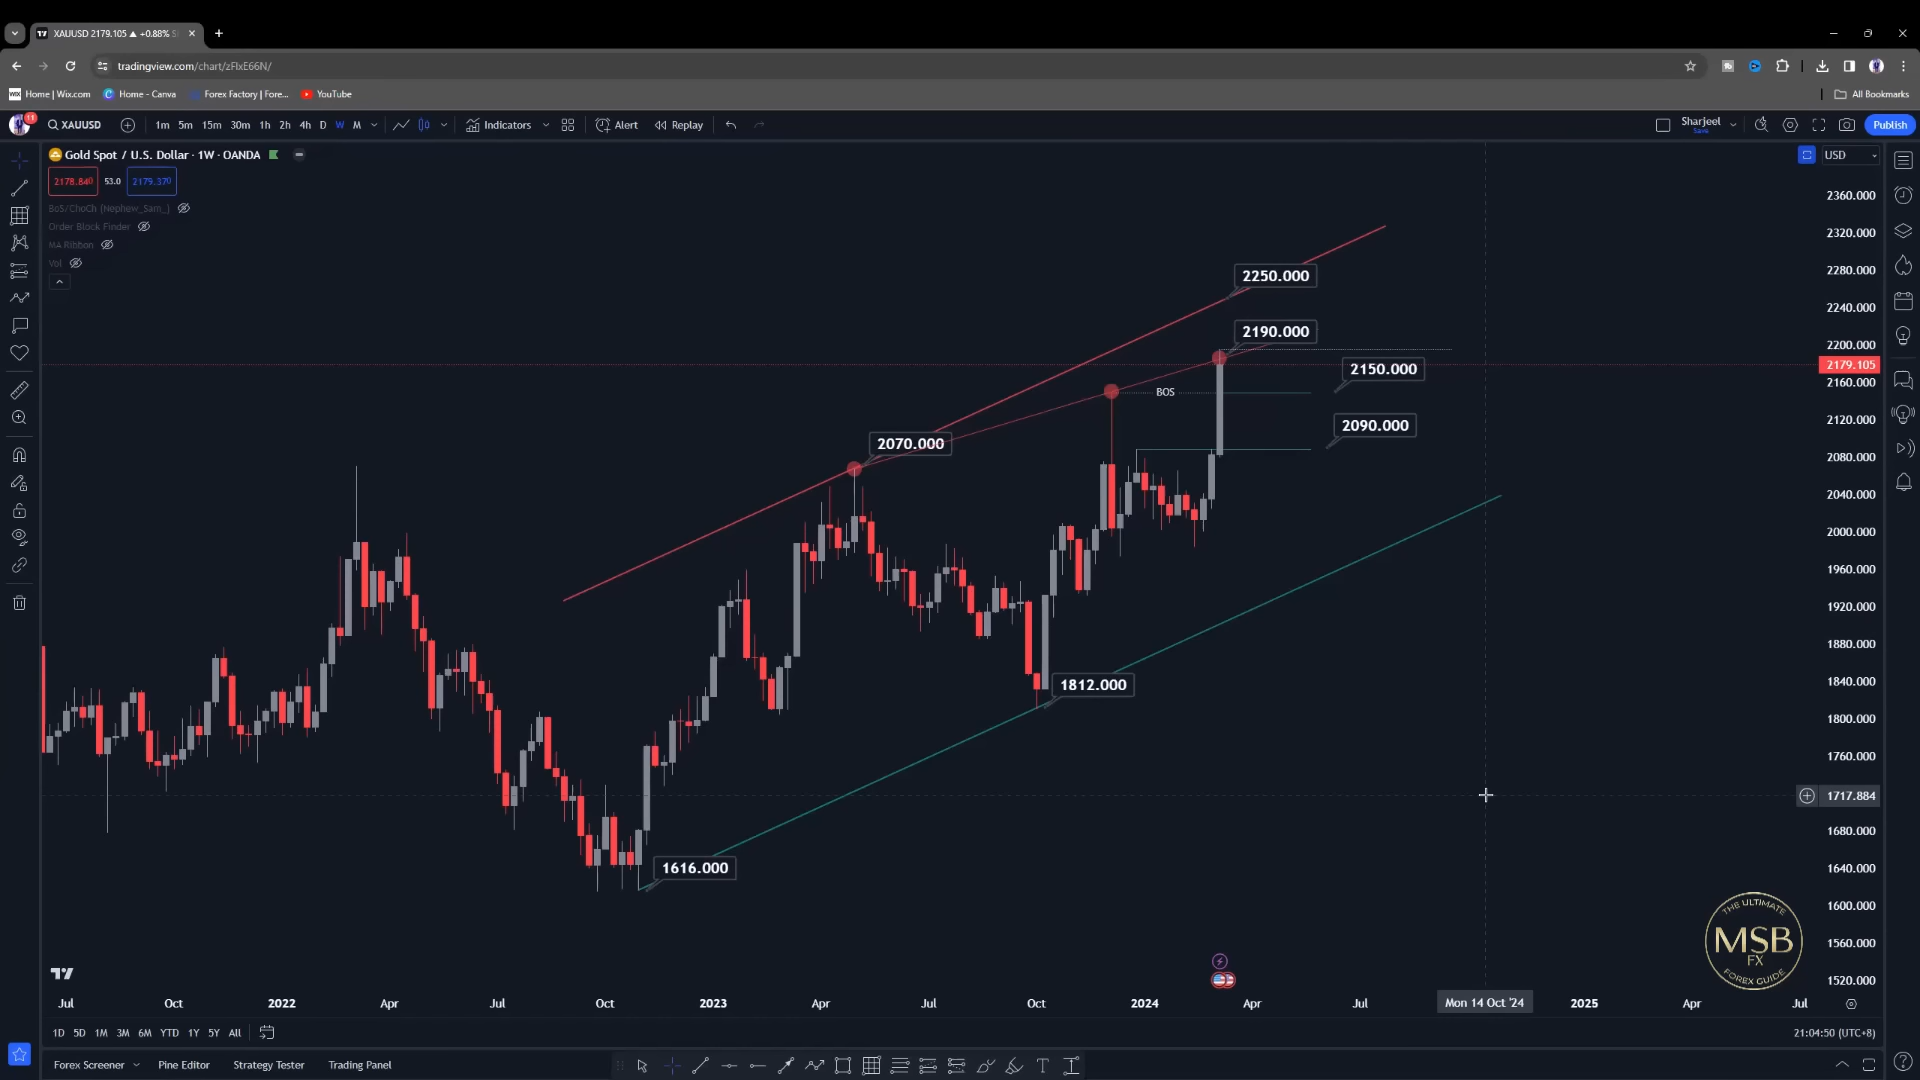 XAUUSD 2179.105 ▲ +0.88% S
tradingview.com/chart/zFlxE66N/
Home | Wix.com
Home - Canva
Forex Factory | Fore...
YouTube
All Bookmarks
11
XAUUSD
1m 5m 15m 30m 1h 2h 4h D W M
Indicators
Alert
Replay
Sharjeel
Save
Publish
Gold Spot / U.S. Dollar · 1W · OANDA
USD
2178.840
53.0
2179.370
BoS/ChoCh (Nephew_Sam_)
Order Block Finder
MA Ribbon
Vol
2250.000
2190.000
2150.000
BOS
2090.000
2070.000
1812.000
1616.000
2360.000
2320.000
2280.000
2240.000
2200.000
2179.105
2160.000
2120.000
2080.000
2040.000
2000.000
1960.000
1920.000
1880.000
1840.000
1800.000
1760.000
1717.884
1680.000
1640.000
1600.000
1560.000
1520.000
THE ULTIMATE
MSB
FX
FOREX GUIDE
Jul Oct 2022 Apr Jul Oct 2023 Apr Jul Oct 2024 Apr Jul Mon 14 Oct '24 2025 Apr Jul
1D 5D 1M 3M 6M YTD 1Y 5Y All
21:04:50 (UTC+8)
Forex Screener
Pine Editor
Strategy Tester
Trading Panel